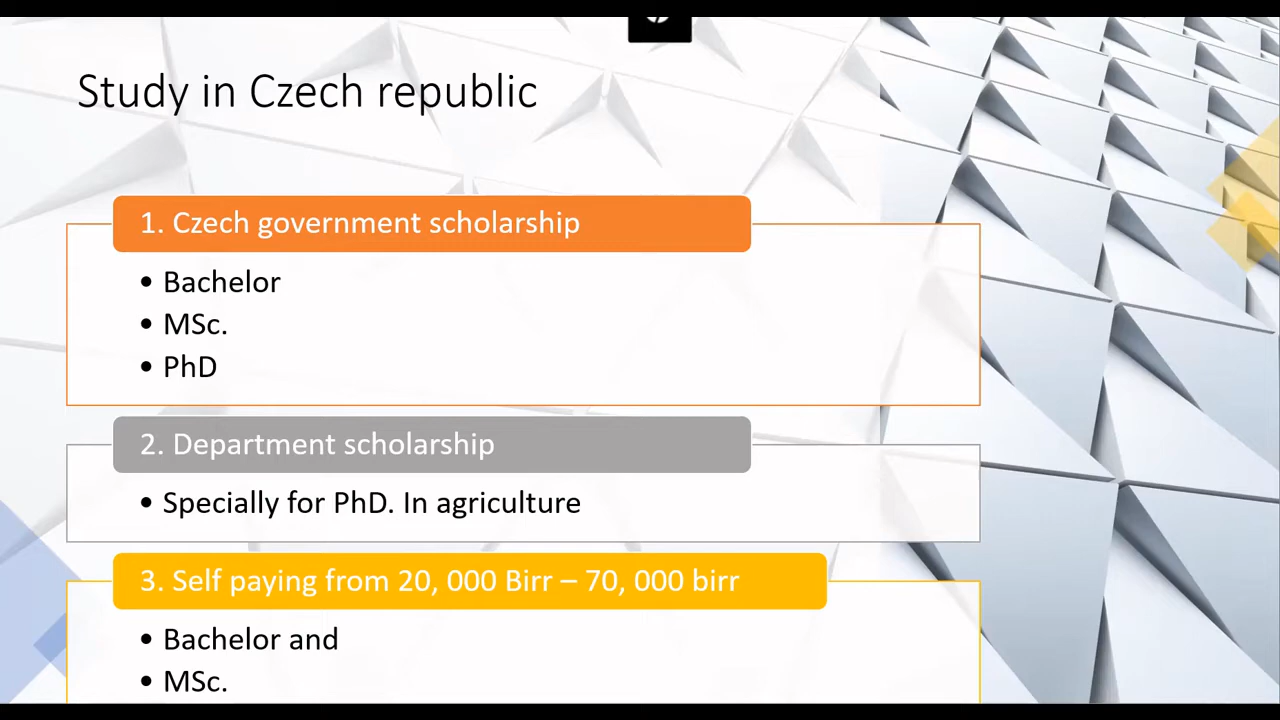 Study in Czech republic
1. Czech government scholarship
• Bachelor
• MSc.
• PhD
2. Department scholarship
• Specially for PhD. In agriculture
3. Self paying from 20, 000 Birr – 70, 000 birr
• Bachelor and
• MSc.